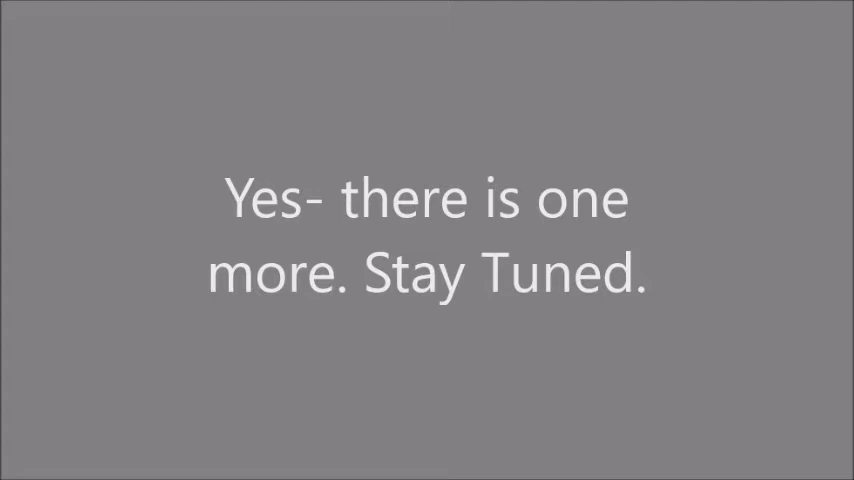 Yes- there is one
more. Stay Tuned.